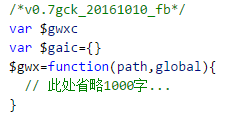 /*v0.7gck_20161010_fb*/
var $gwxc
var $gaic={}
$gwx=function(path,global){
  // 此处省略1000字...
}